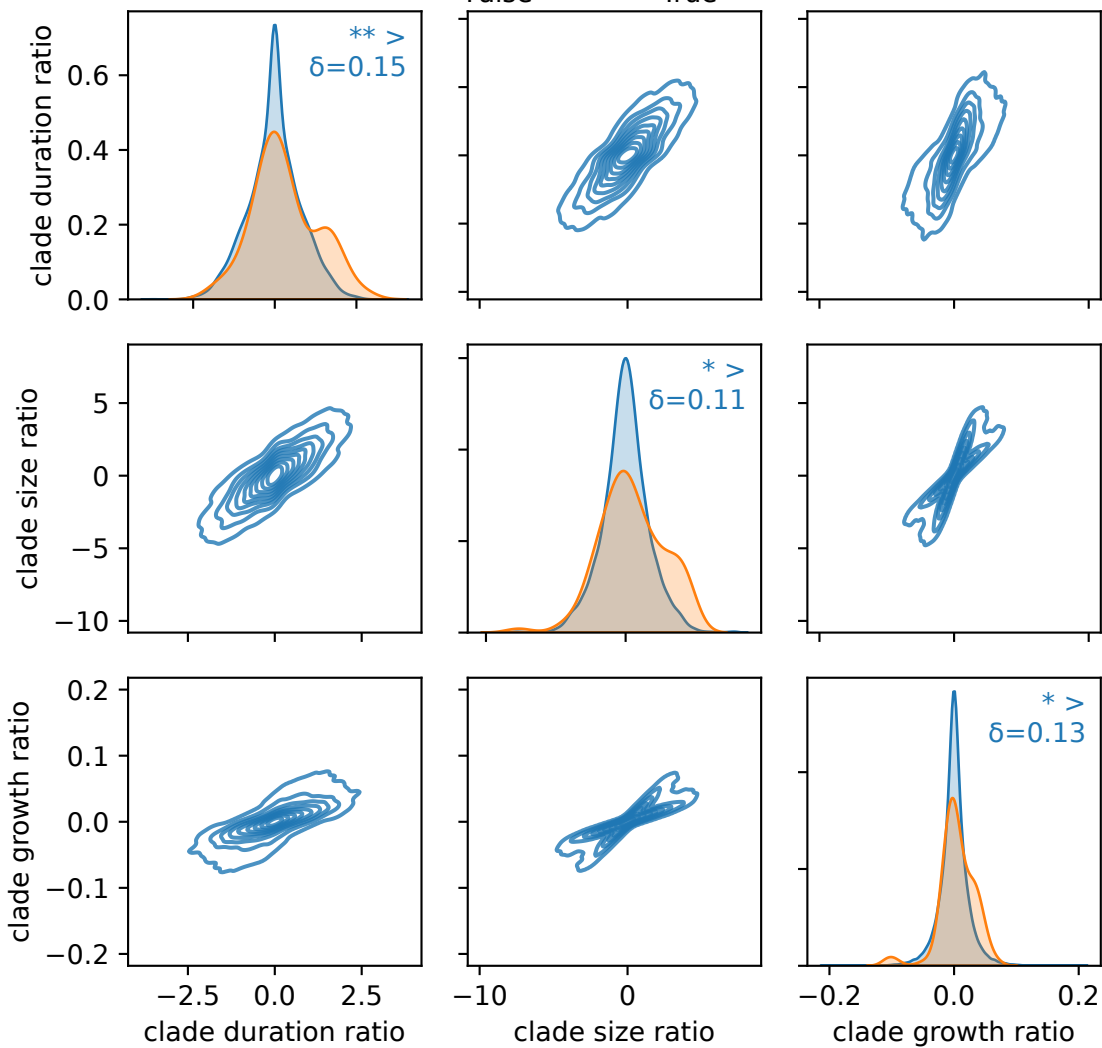 False True
clade duration ratio
0.6
0.4
0.2
0.0
** >
δ=0.15
clade size ratio
5
0
−5
−10
* >
δ=0.11
clade growth ratio
0.2
0.1
0.0
−0.1
−0.2
* >
δ=0.13
−2.5 0.0 2.5
−10 0
−0.2 0.0 0.2
clade duration ratio
clade size ratio
clade growth ratio